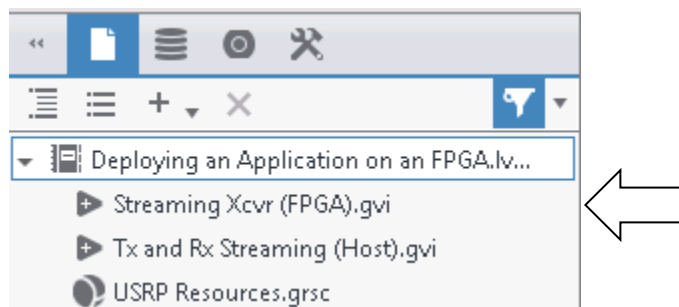 Deploying an Application on an FPGA.lv...
Streaming Xcvr (FPGA).gvi
Tx and Rx Streaming (Host).gvi
USRP Resources.grsc